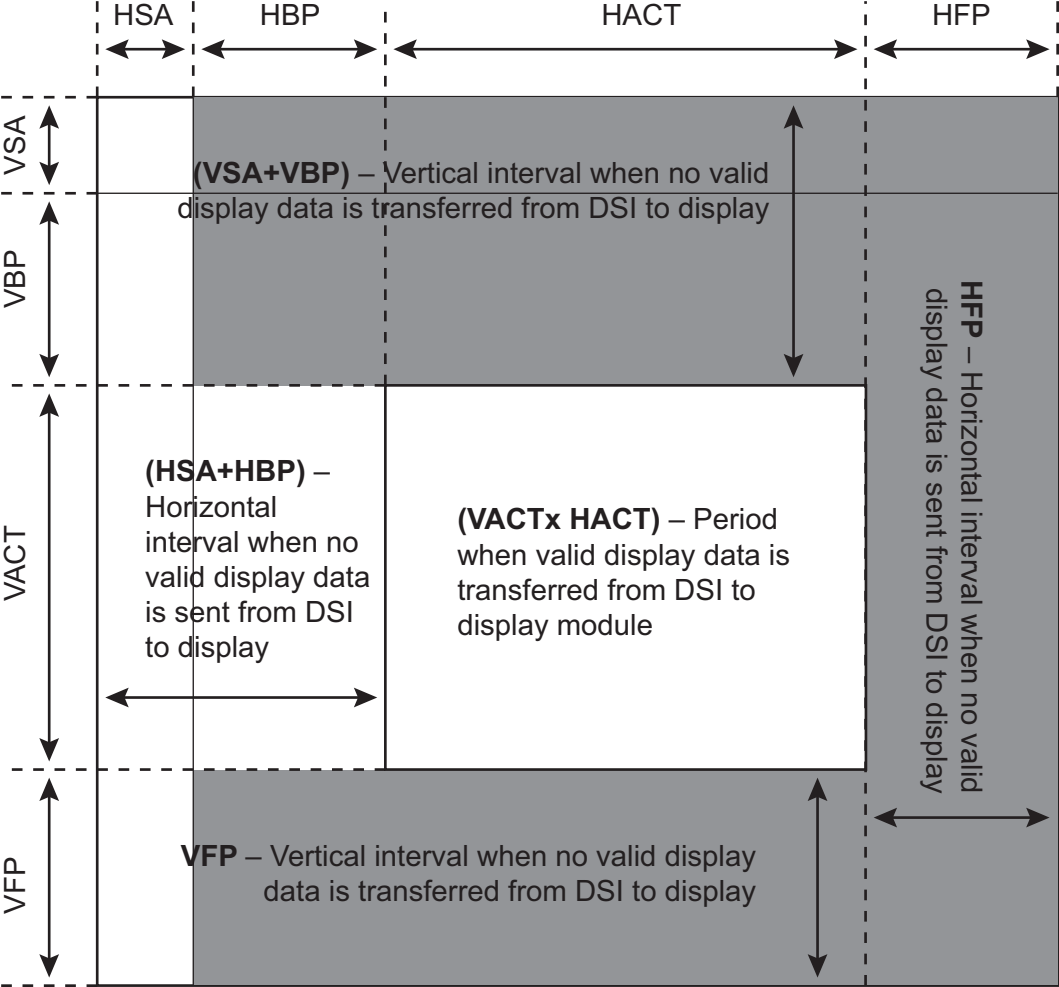 HSA
HBP
HACT
HFP
VSA
(VSA+VBP) – Vertical interval when no valid
display data is transferred from DSI to display
VBP
HFP – Horizontal interval when no valid
display data is sent from DSI to display
VACT
(HSA+HBP) –
Horizontal
interval when no
valid display data
is sent from DSI
to display
(VACTx HACT) – Period
when valid display data is
transferred from DSI to
display module
VFP
VFP – Vertical interval when no valid display
data is transferred from DSI to display